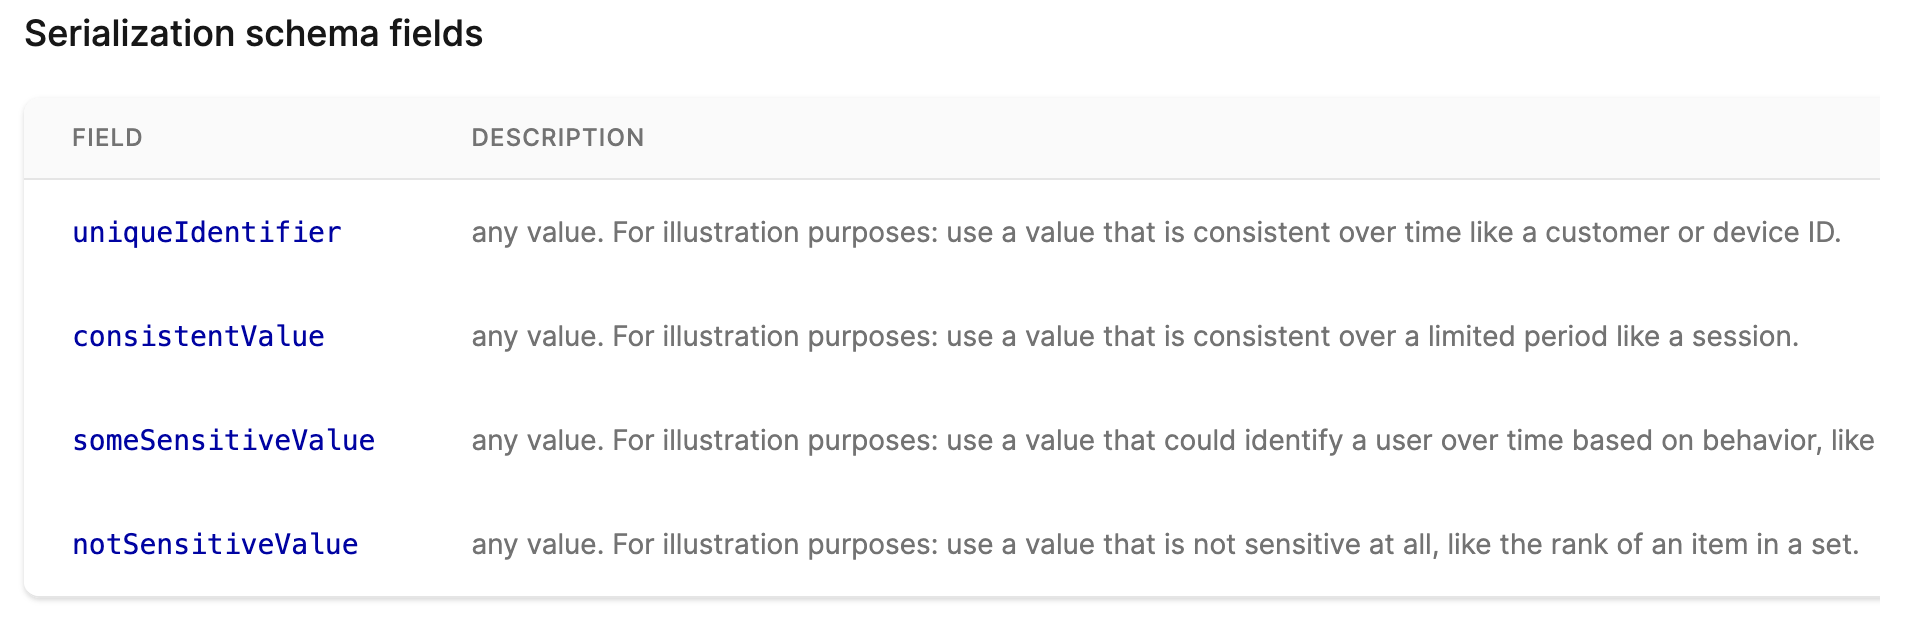 Serialization schema fields
FIELD DESCRIPTION
uniqueIdentifier any value. For illustration purposes: use a value that is consistent over time like a customer or device ID.
consistentValue any value. For illustration purposes: use a value that is consistent over a limited period like a session.
someSensitiveValue any value. For illustration purposes: use a value that could identify a user over time based on behavior, like
notSensitiveValue any value. For illustration purposes: use a value that is not sensitive at all, like the rank of an item in a set.